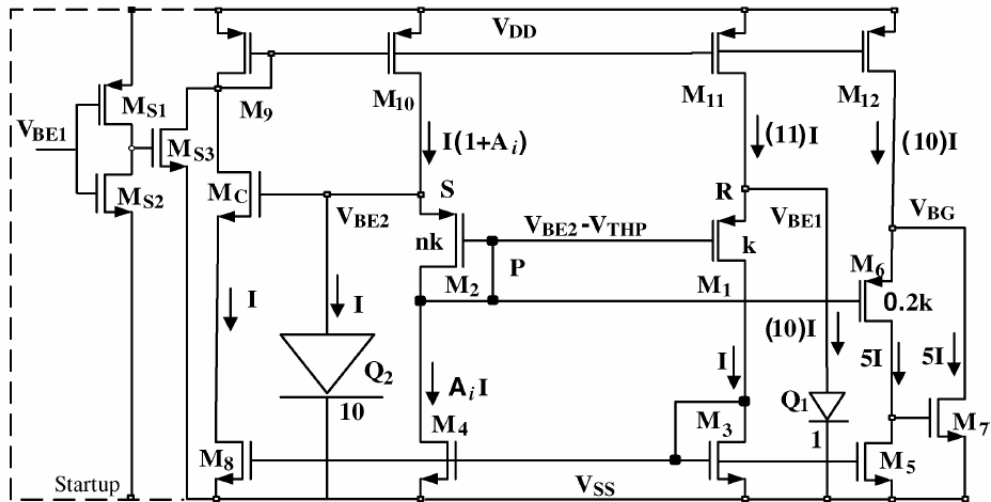 V_DD
M_9
M_10
M_11
M_12
M_S1
V_BE1
M_S3
M_S2
I(1+A_i)
(11)I
(10)I
M_C
V_BE2
S
V_BE2-V_THP
R
V_BE1
V_BG
nk
k
P
M_6
M_2
M_1
0.2k
I
I
(10)I
5I
5I
Q_2
I
10
A_iI
Q_1
M_4
M_3
1
M_7
M_8
M_5
Startup
V_SS